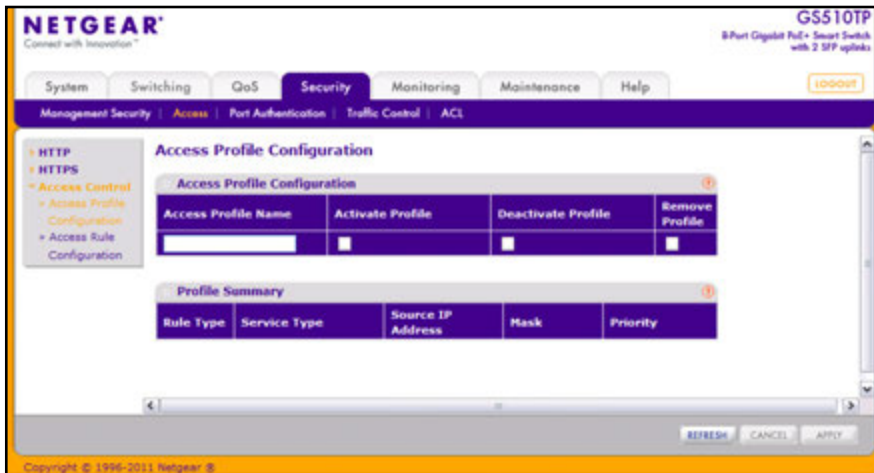 NETGEAR®
Connect with Innovation™
GS510TP
8-Port Gigabit PoE+ Smart Switch
with 2 SFP uplinks
System Switching QoS Security Monitoring Maintenance Help LOGOUT
Management Security | Access | Port Authentication | Traffic Control | ACL
HTTP
HTTPS
Access Control
» Access Profile
Configuration
» Access Rule
Configuration
Access Profile Configuration
Access Profile Configuration
Access Profile Name Activate Profile Deactivate Profile Remove
Profile
Profile Summary
Rule Type Service Type Source IP
Address Mask Priority
REFRESH CANCEL APPLY
Copyright © 1996-2011 Netgear ®